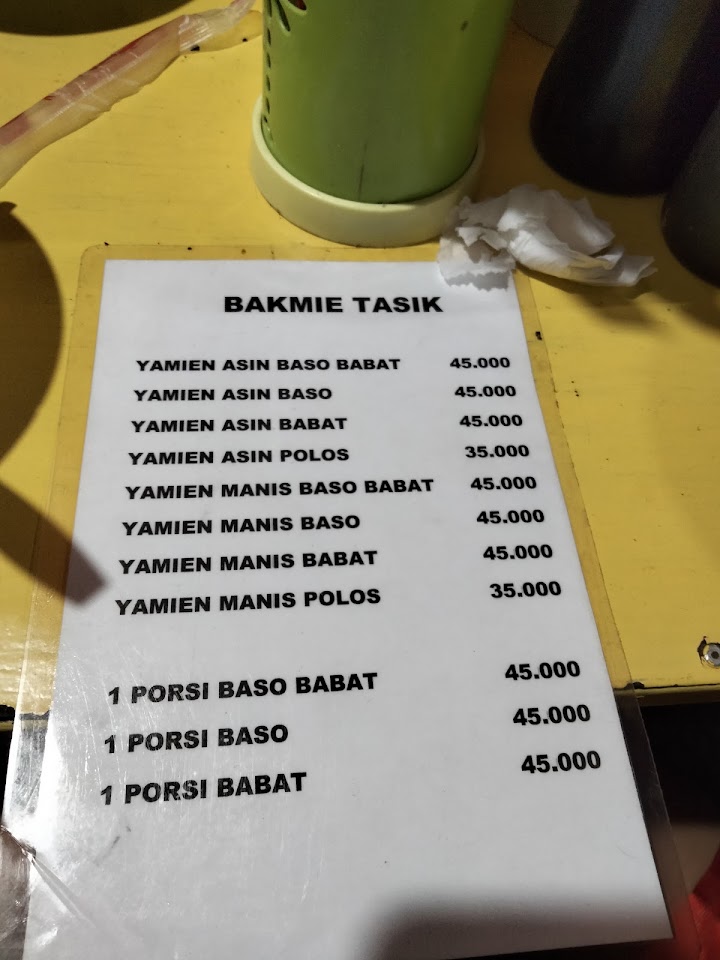 BAKMIE TASIK
YAMIEN ASIN BASO BABAT 45.000
YAMIEN ASIN BASO 45.000
YAMIEN ASIN BABAT 45.000
YAMIEN ASIN POLOS 35.000
YAMIEN MANIS BASO BABAT 45.000
YAMIEN MANIS BASO 45.000
YAMIEN MANIS BABAT 45.000
YAMIEN MANIS POLOS 35.000
1 PORSI BASO BABAT 45.000
1 PORSI BASO 45.000
1 PORSI BABAT 45.000